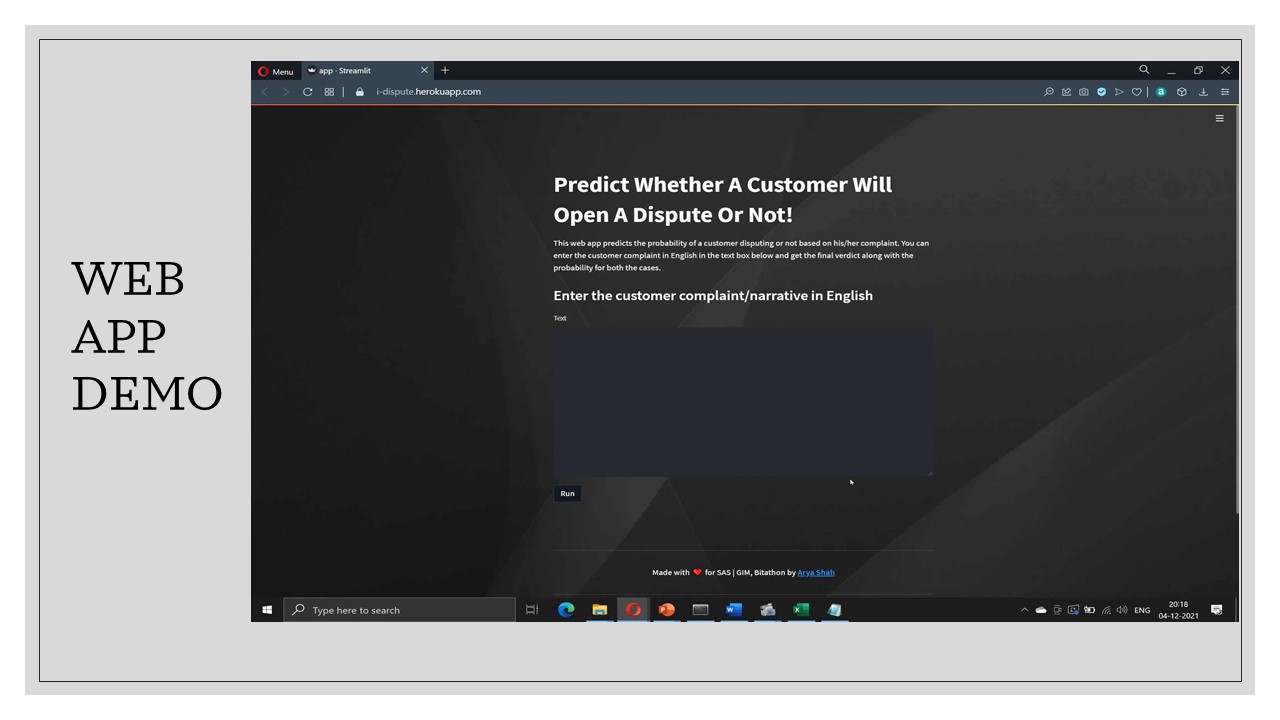 WEB
APP
DEMO
Menu
app · Streamlit
i-dispute.herokuapp.com
Predict Whether A Customer Will
Open A Dispute Or Not!
This web app predicts the probability of a customer disputing or not based on his/her complaint. You can
enter the customer complaint in English in the text box below and get the final verdict along with the
probability for both the cases.
Enter the customer complaint/narrative in English
Text
Run
Made with ❤ for SAS | GIM, Bitathon by Arya Shah
Type here to search
ENG
20:18
04-12-2021